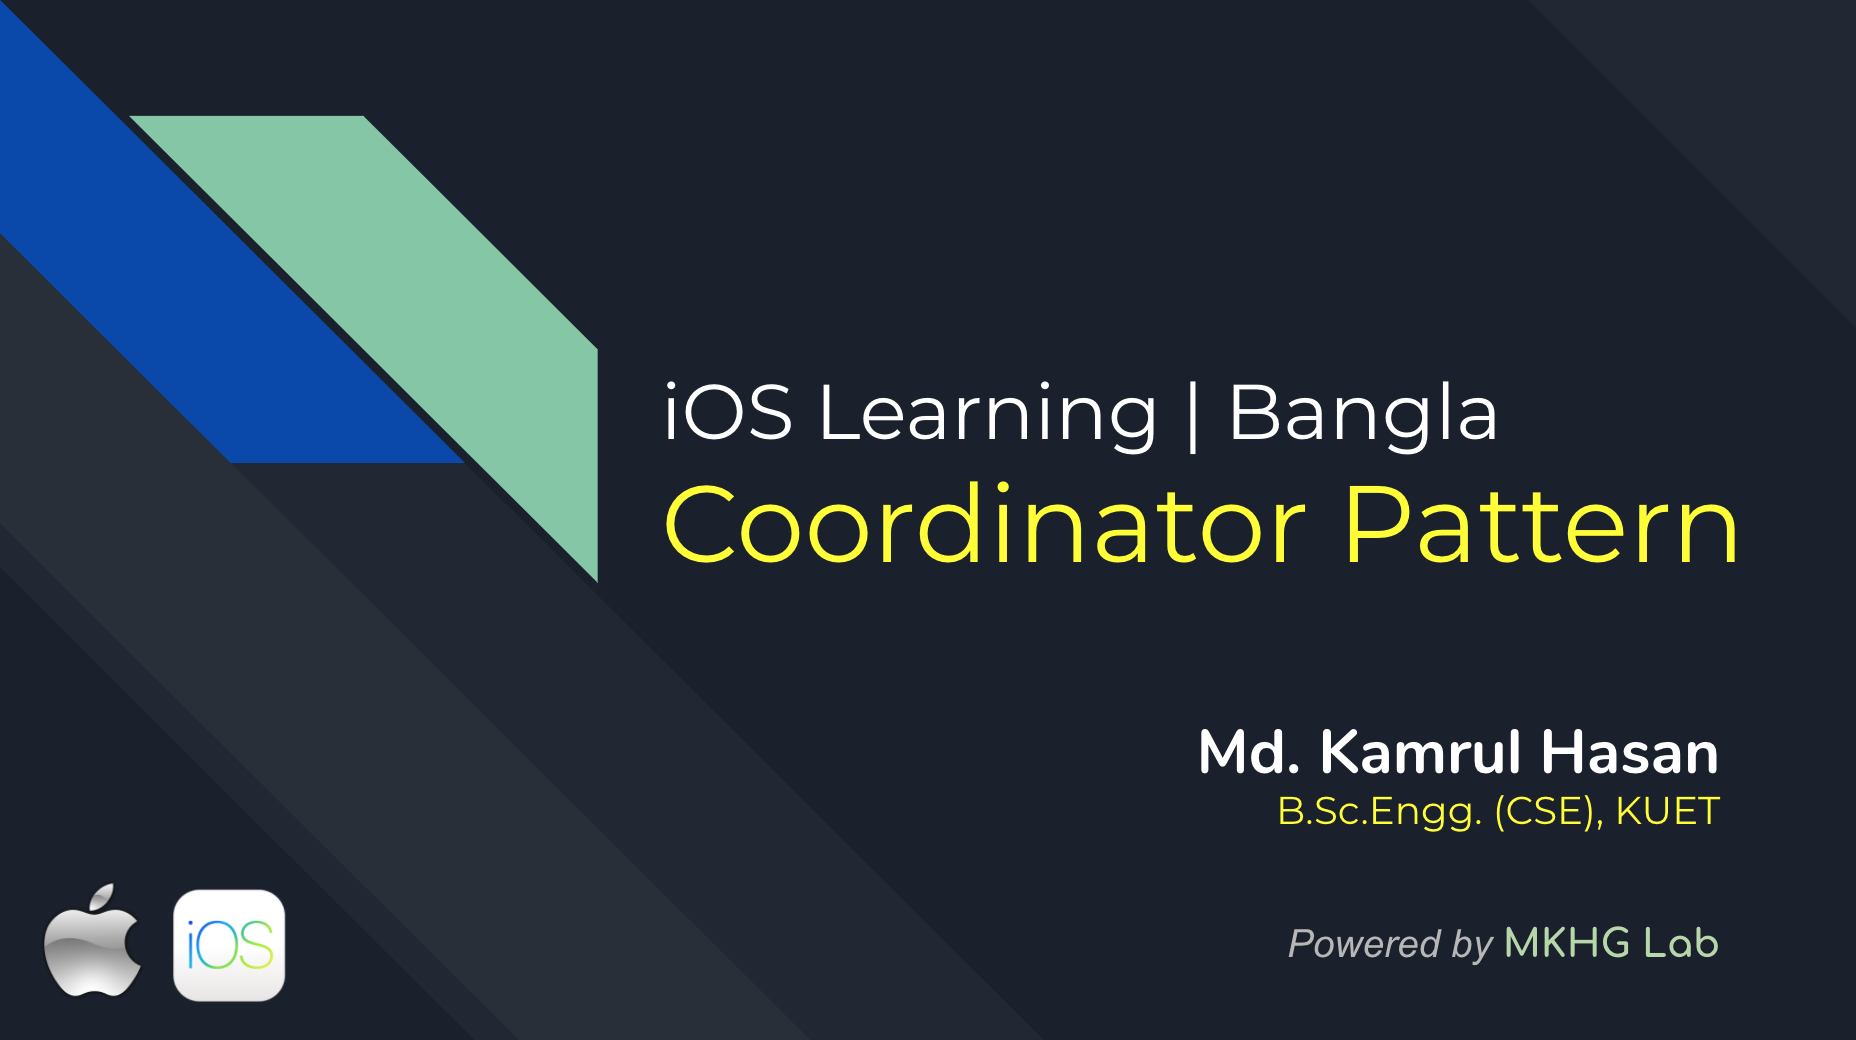 iOS Learning | Bangla
Coordinator Pattern
Md. Kamrul Hasan
B.Sc.Engg. (CSE), KUET
iOS
Powered by MKHG Lab